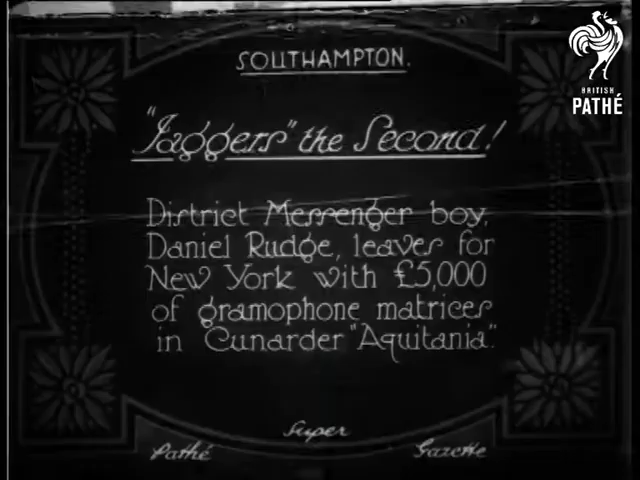 SOUTHAMPTON.
BRITISH
PATHÉ
"Jaggers" the Second!
District Messenger boy,
Daniel Rudge, leaves for
New York with £5,000
of gramophone matrices
in Cunarder "Aquitania".
Super
Pathé Gazette